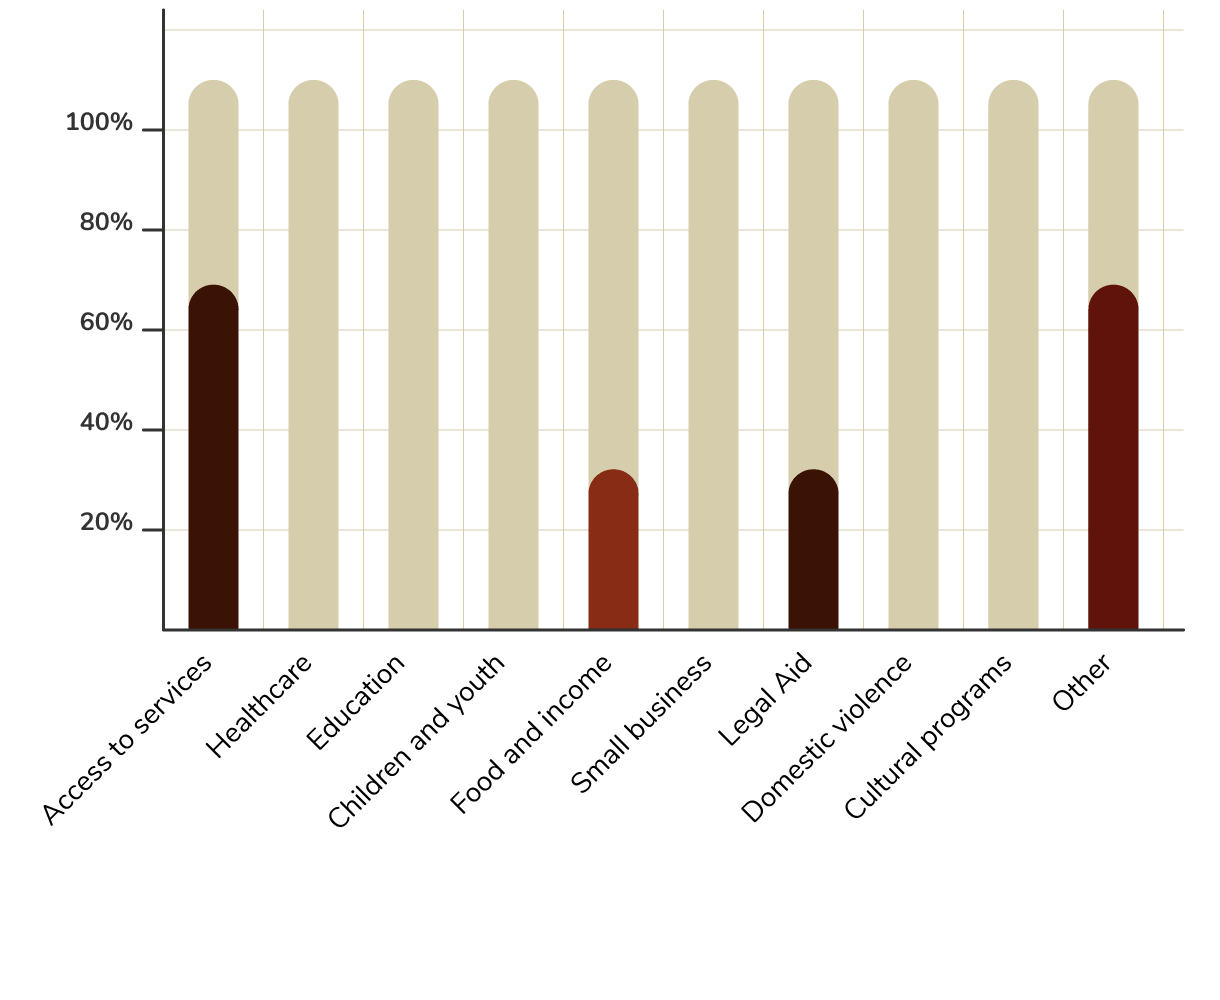 100%
80%
60%
40%
20%
Access to services
Healthcare
Education
Children and youth
Food and income
Small business
Legal Aid
Domestic violence
Cultural programs
Other